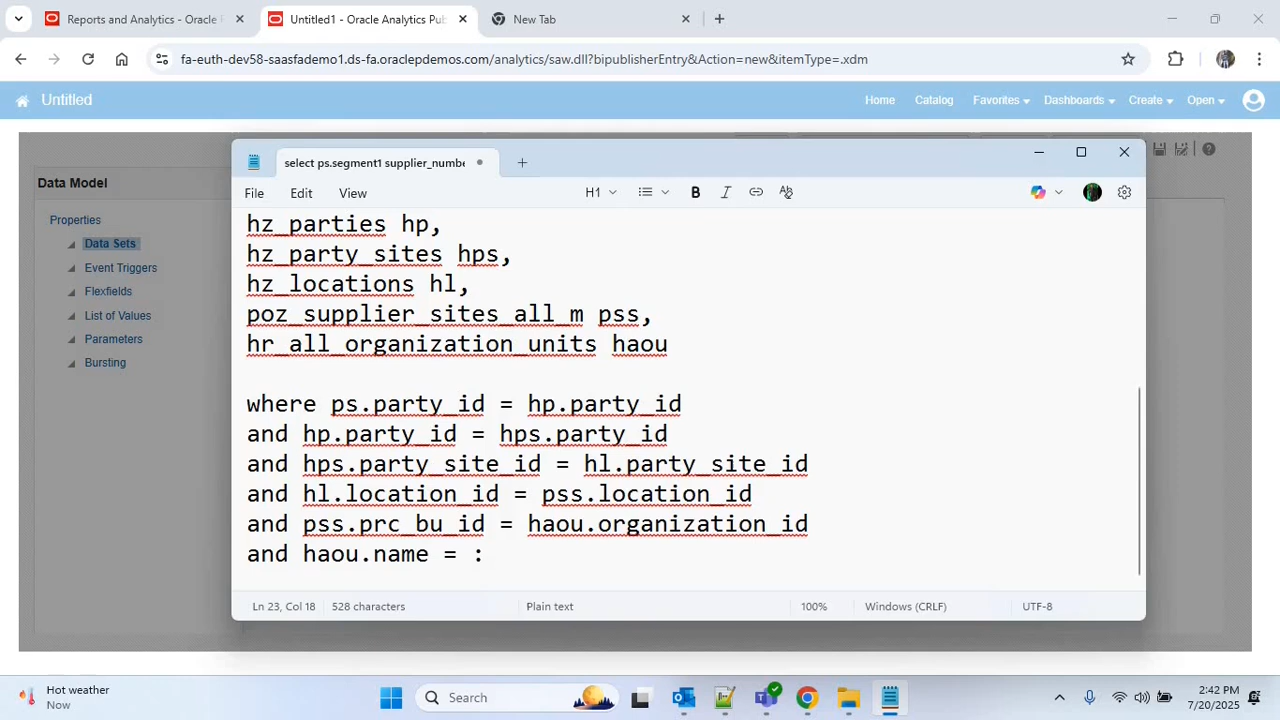 Reports and Analytics - Oracle F
Untitled1 - Oracle Analytics Pub
New Tab
fa-euth-dev58-saasfademo1.ds-fa.oraclepdemos.com/analytics/saw.dll?bipublisherEntry&Action=new&itemType=.xdm
Untitled
Home Catalog Favorites Dashboards Create Open
Data Model
Properties
Data Sets
Event Triggers
Flexfields
List of Values
Parameters
Bursting
select ps.segment1 supplier_numbe
File Edit View H1
hz_parties hp,
hz_party_sites hps,
hz_locations hl,
poz_supplier_sites_all_m pss,
hr_all_organization_units haou
where ps.party_id = hp.party_id
and hp.party_id = hps.party_id
and hps.party_site_id = hl.party_site_id
and hl.location_id = pss.location_id
and pss.prc_bu_id = haou.organization_id
and haou.name = :
Ln 23, Col 18 528 characters Plain text 100% Windows (CRLF) UTF-8
Hot weather
Now
Search
2:42 PM
7/20/2025